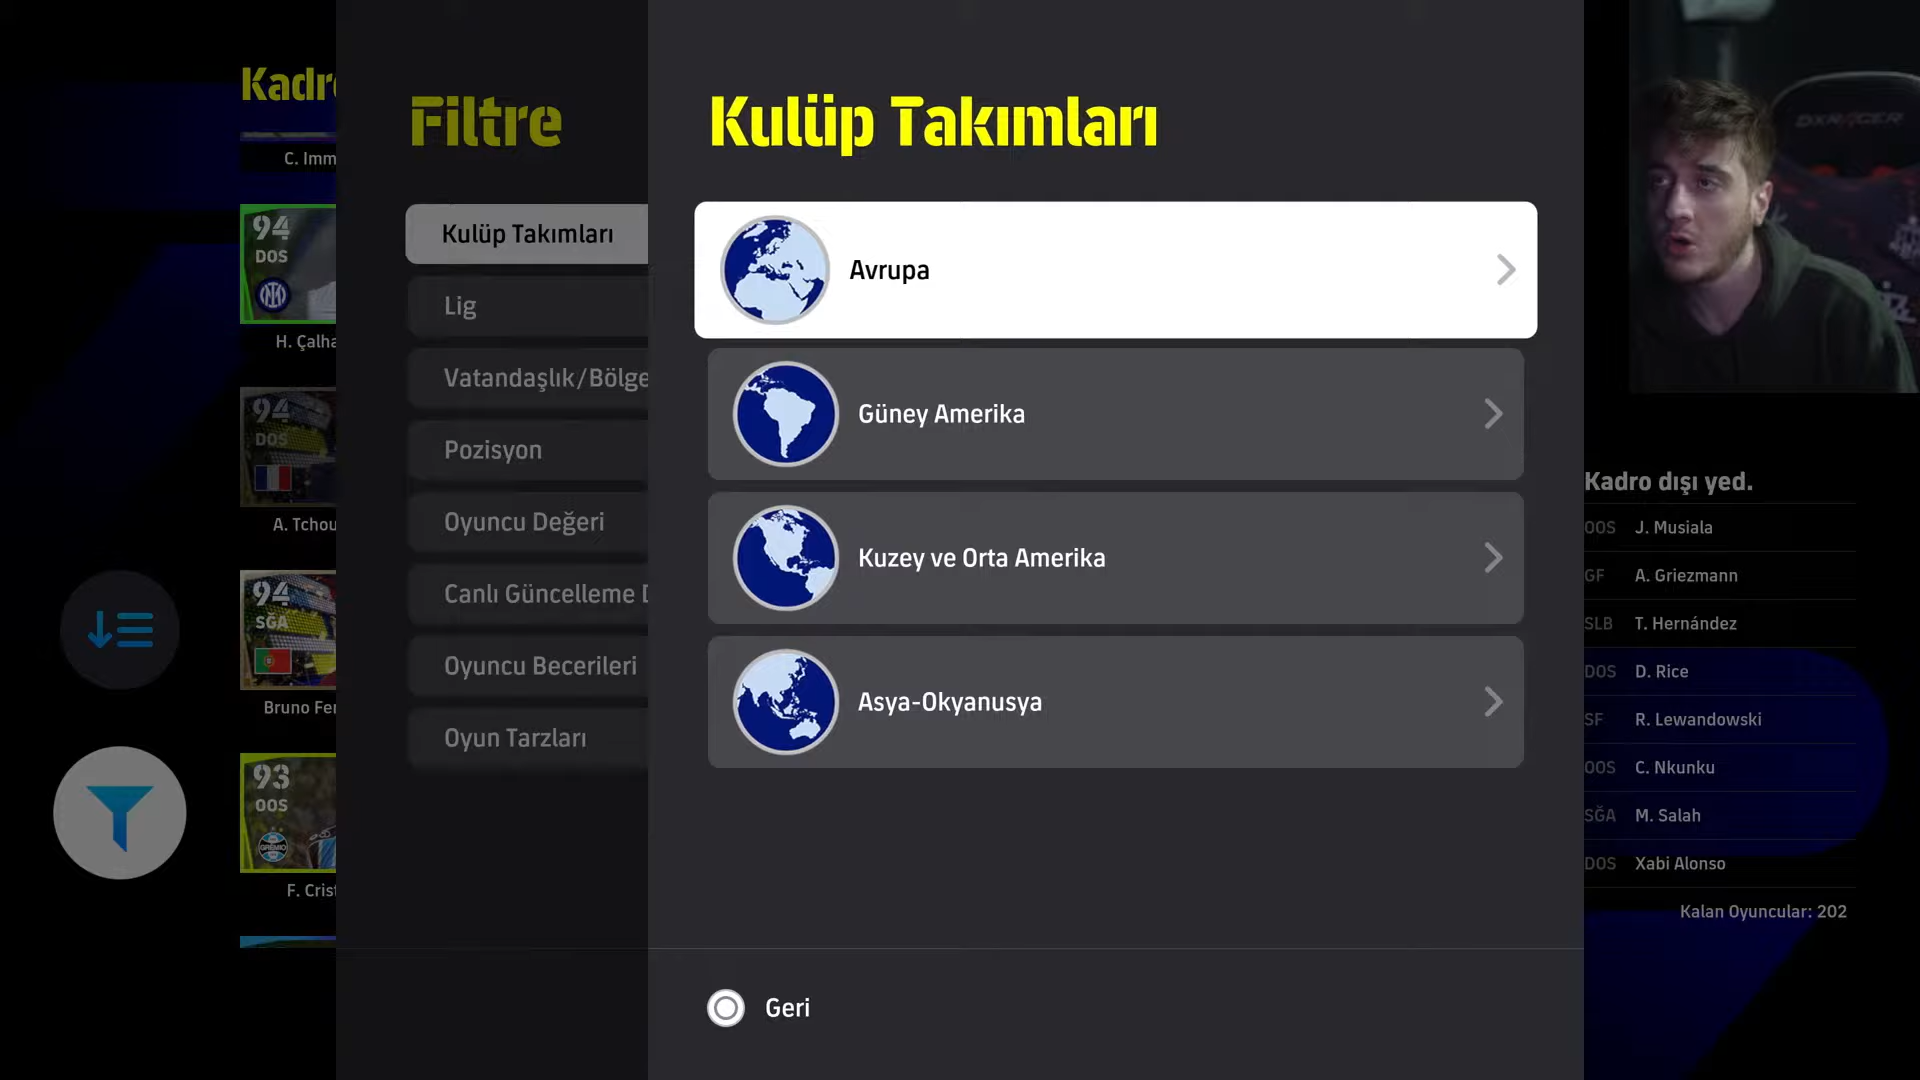 Kadro
C. Imm
94
DOS
H. Çalha
94
DOS
A. Tchou
94
SĞA
Bruno Fer
93
OOS
GREMIO
F. Crist
Filtre
Kulüp Takımları
Lig
Vatandaşlık/Bölge
Pozisyon
Oyuncu Değeri
Canlı Güncelleme D
Oyuncu Becerileri
Oyun Tarzları
Kulüp Takımları
Avrupa
Güney Amerika
Kuzey ve Orta Amerika
Asya-Okyanusya
Geri
DXRACER
Kadro dışı yed.
OOS J. Musiala
GF A. Griezmann
SLB T. Hernández
DOS D. Rice
SF R. Lewandowski
OOS C. Nkunku
SĞA M. Salah
DOS Xabi Alonso
Kalan Oyuncular: 202